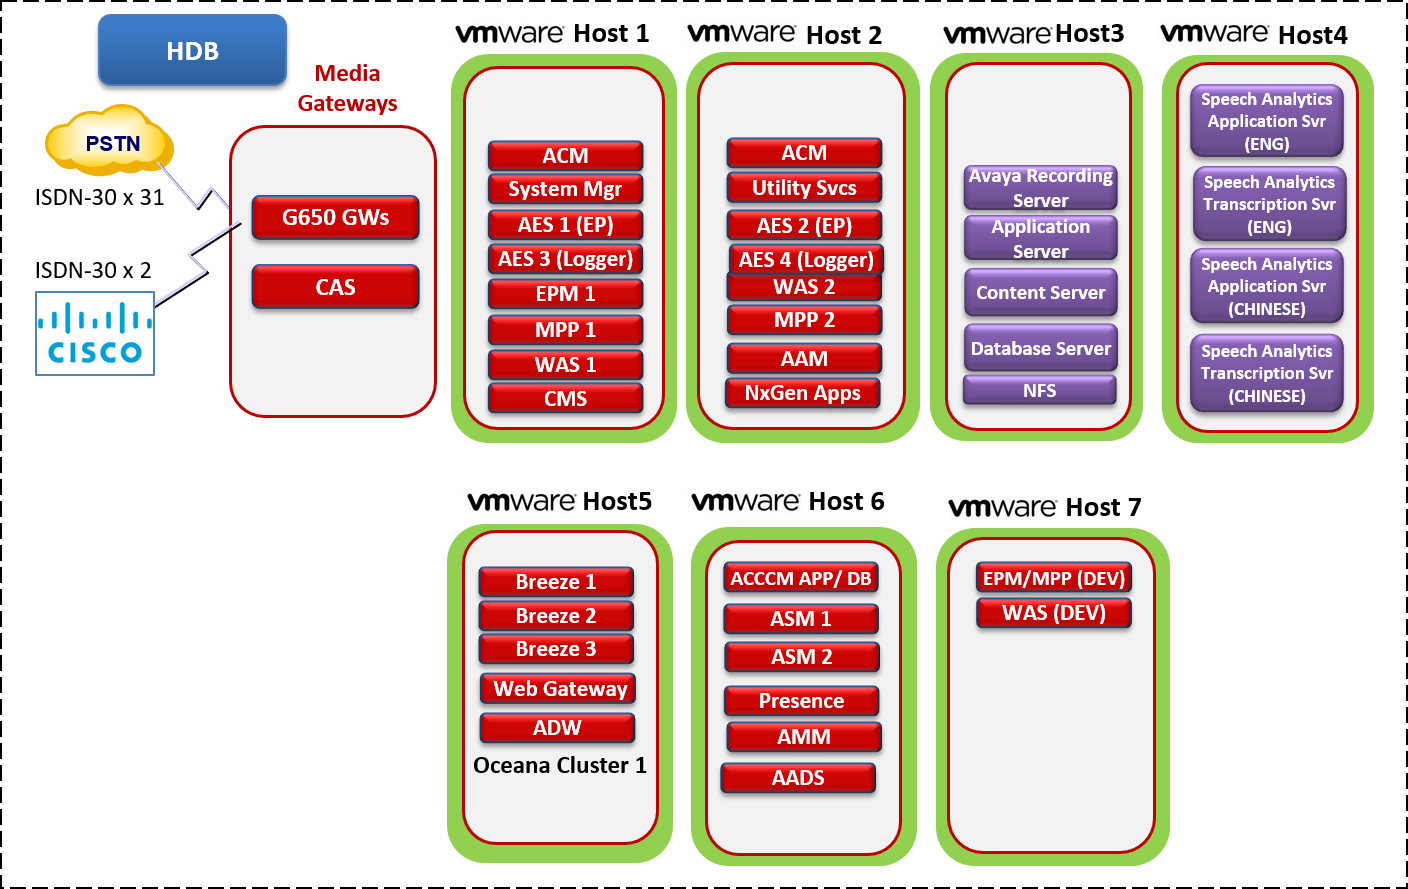 HDB
Media
Gateways
PSTN
ISDN-30 x 31
G650 GWs
ISDN-30 x 2
CAS
CISCO
vmware Host 1
ACM
System Mgr
AES 1 (EP)
AES 3 (Logger)
EPM 1
MPP 1
WAS 1
CMS
vmware Host 2
ACM
Utility Svcs
AES 2 (EP)
AES 4 (Logger)
WAS 2
MPP 2
AAM
NxGen Apps
vmware Host3
Avaya Recording
Server
Application
Server
Content Server
Database Server
NFS
vmware Host4
Speech Analytics
Application Svr
(ENG)
Speech Analytics
Transcription Svr
(ENG)
Speech Analytics
Application Svr
(CHINESE)
Speech Analytics
Transcription Svr
(CHINESE)
vmware Host5
Breeze 1
Breeze 2
Breeze 3
Web Gateway
ADW
Oceana Cluster 1
vmware Host 6
ACCCM APP/ DB
ASM 1
ASM 2
Presence
AMM
AADS
vmware Host 7
EPM/MPP (DEV)
WAS (DEV)